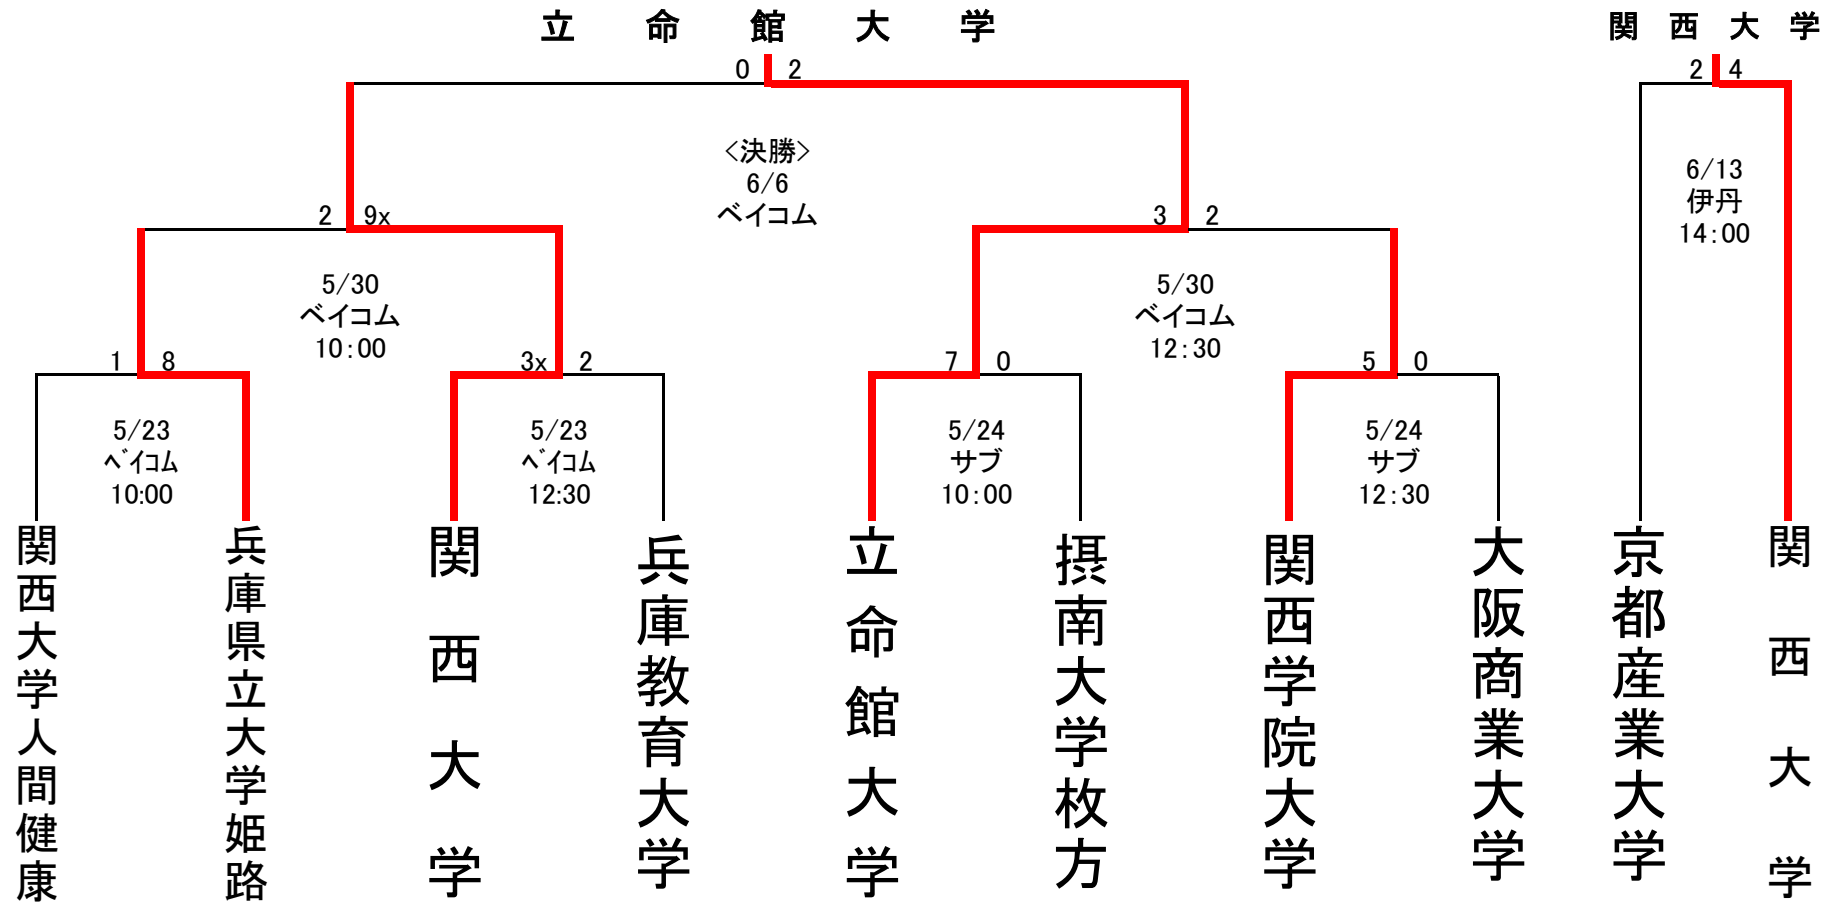 立命館大学
関西大学
0 2
2 4
<決勝>
6/6
ベイコム
6/13
伊丹
14:00
2 9x
3 2
5/30
ベイコム
10:00
5/30
ベイコム
12:30
1 8
3x 2
7 0
5 0
5/23
ベイコム
10:00
5/23
ベイコム
12:30
5/24
サブ
10:00
5/24
サブ
12:30
関西大学人間健康
兵庫県立大学姫路
関西大学
兵庫教育大学
立命館大学
摂南大学枚方
関西学院大学
大阪商業大学
京都産業大学
関西大学